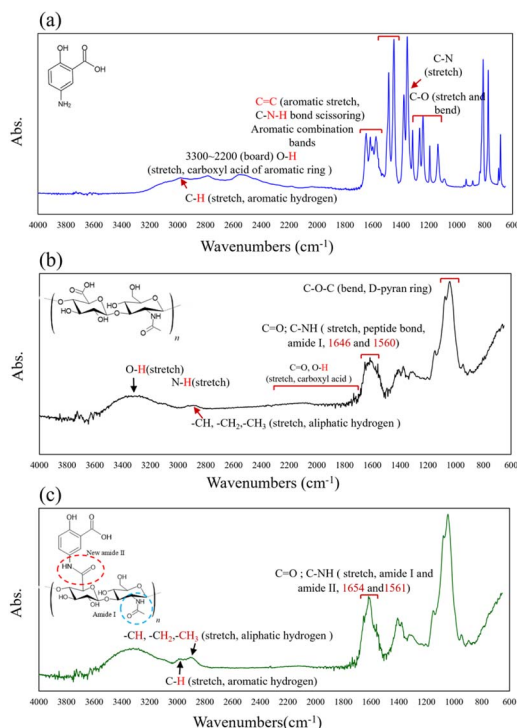 (a)
OH
O
OH
NH₂
C=C (aromatic stretch,
C-N-H bond scissoring)
Aromatic combination
bands
3300~2200 (board) O-H
(stretch, carboxyl acid of aromatic ring )
C-H (stretch, aromatic hydrogen)
C-N
(stretch)
C-O (stretch and
bend)
Abs.
4000 3800 3600 3400 3200 3000 2800 2600 2400 2200 2000 1800 1600 1400 1200 1000 800 600
Wavenumbers (cm-1)
(b)
n
C-O-C (bend, D-pyran ring)
C=O; C-NH ( stretch, peptide bond,
amide I, 1646 and 1560)
C=O, O-H
(stretch, carboxyl acid )
O-H(stretch)
N-H(stretch)
-CH, -CH2,-CH3 (stretch, aliphatic hydrogen )
Abs.
4000 3800 3600 3400 3200 3000 2800 2600 2400 2200 2000 1800 1600 1400 1200 1000 800 600
Wavenumbers (cm-1)
(c)
OH
O
OH
New amide II
HN
O
Amide I
n
C=O ; C-NH ( stretch, amide I and
amide II, 1654 and1561)
-CH, -CH2,-CH3 (stretch, aliphatic hydrogen )
C-H (stretch, aromatic hydrogen)
Abs.
4000 3800 3600 3400 3200 3000 2800 2600 2400 2200 2000 1800 1600 1400 1200 1000 800 600
Wavenumbers(cm-1)